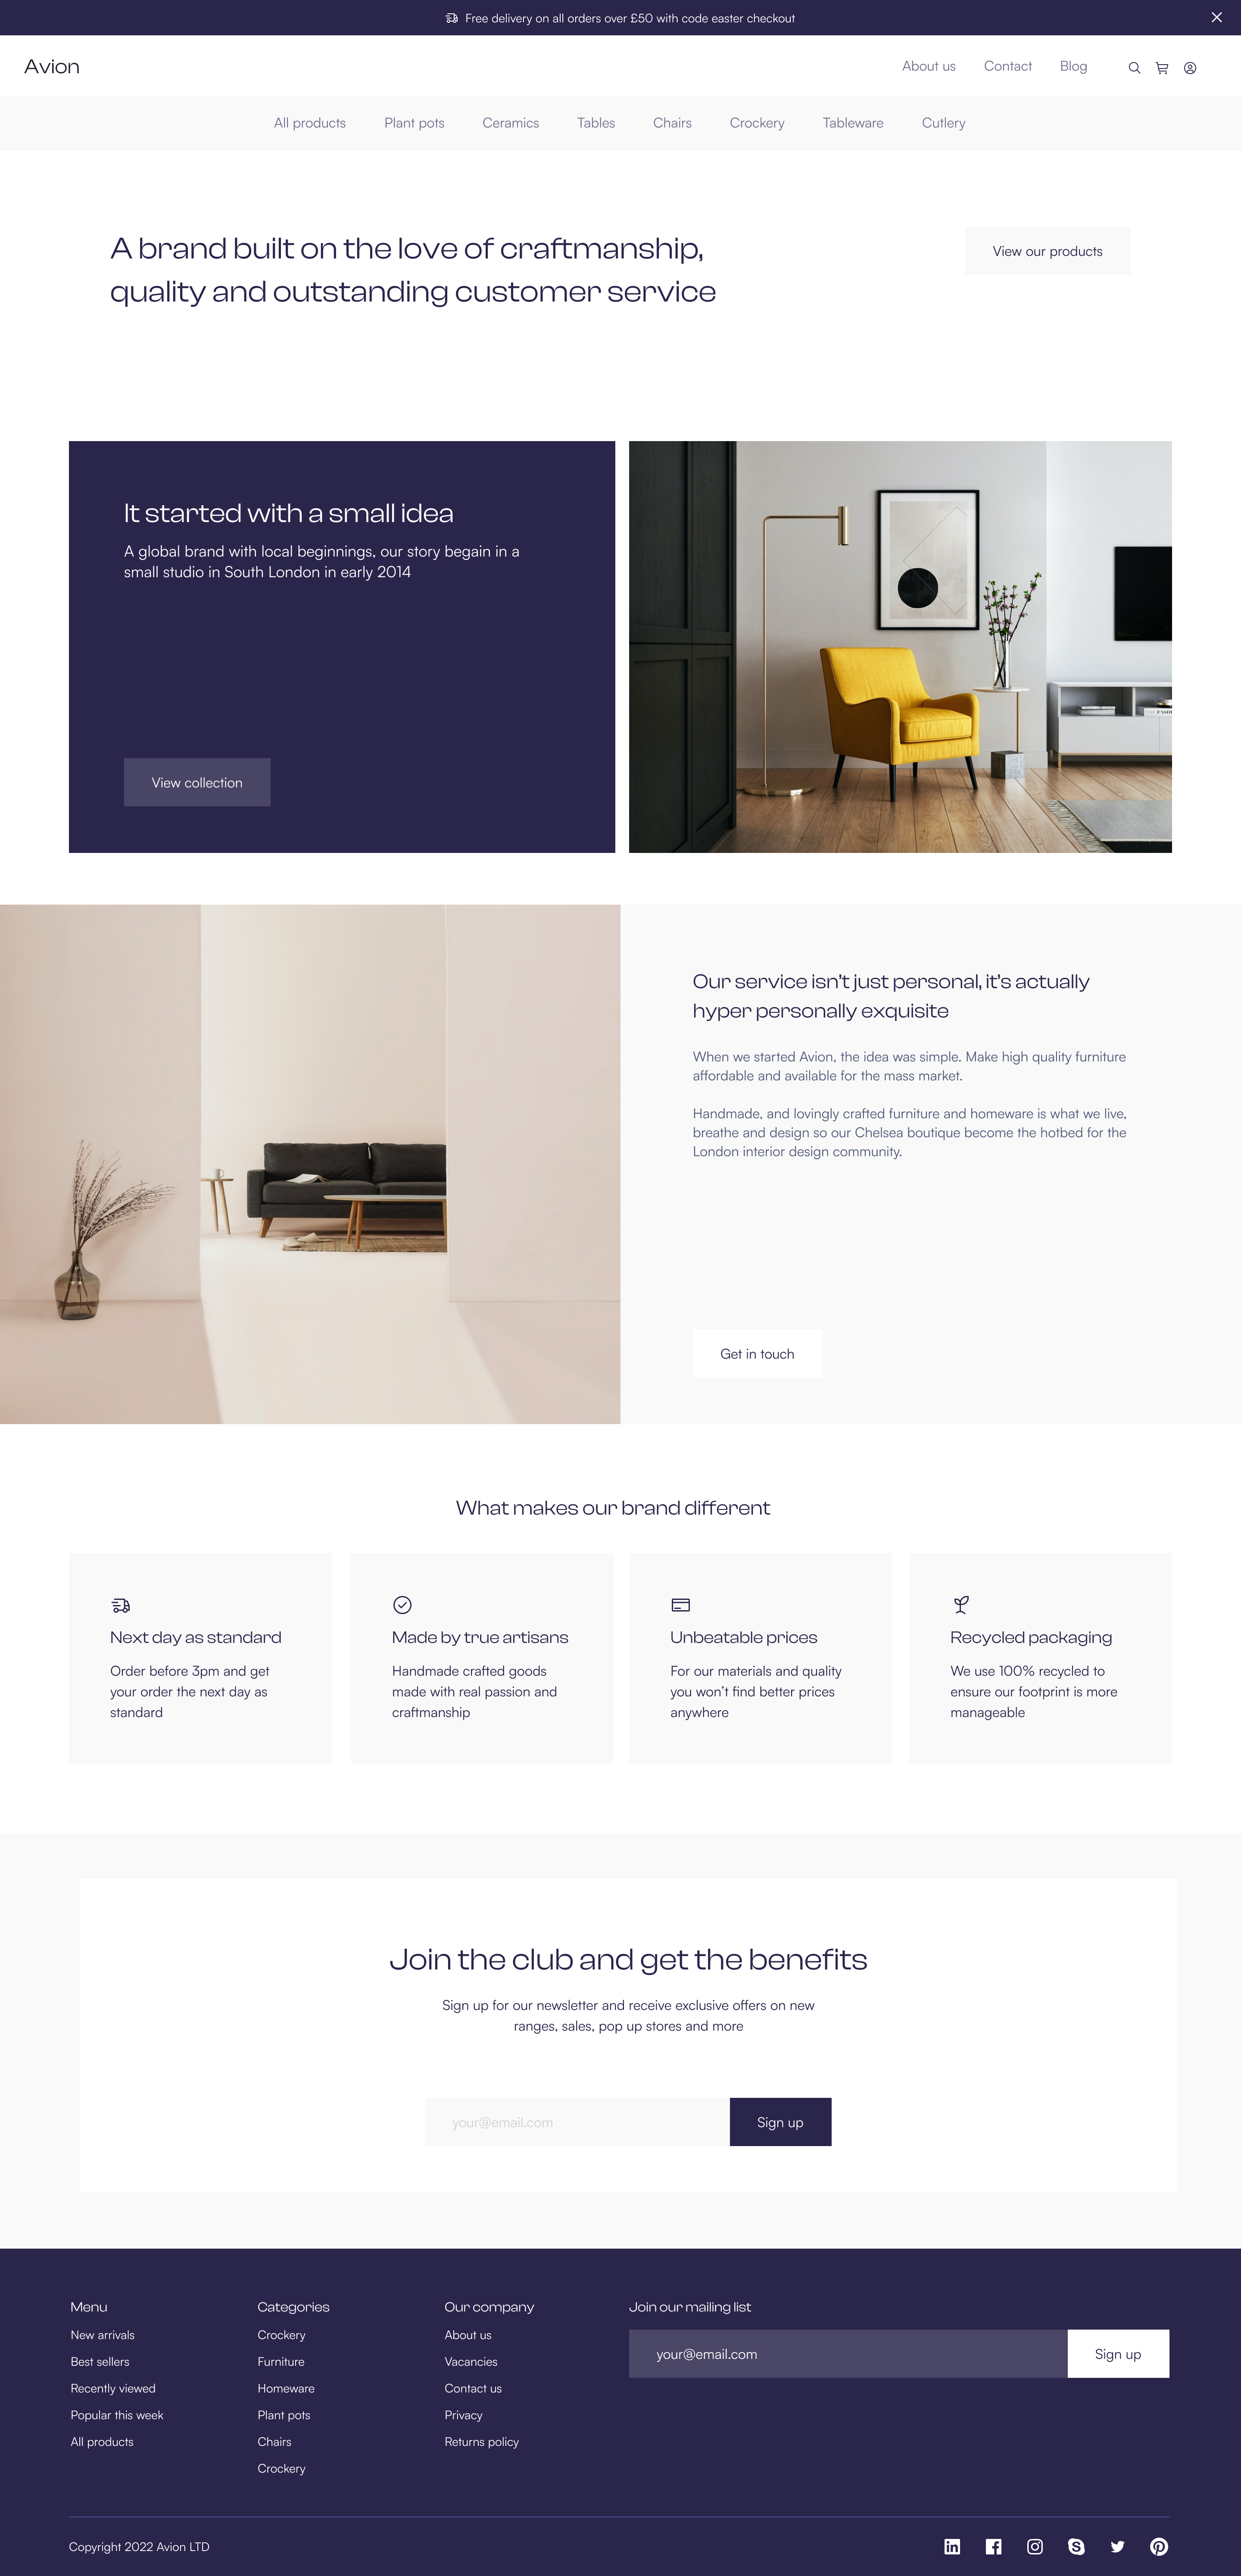 Free delivery on all orders over £50 with code easter checkout
Avion
About us
Contact
Blog
All products
Plant pots
Ceramics
Tables
Chairs
Crockery
Tableware
Cutlery
A brand built on the love of craftmanship,
quality and outstanding customer service
View our products
It started with a small idea
A global brand with local beginnings, our story begain in a
small studio in South London in early 2014
View collection
Our service isn't just personal, it's actually
hyper personally exquisite
When we started Avion, the idea was simple. Make high quality furniture
affordable and available for the mass market.
Handmade, and lovingly crafted furniture and homeware is what we live,
breathe and design so our Chelsea boutique become the hotbed for the
London interior design community.
Get in touch
What makes our brand different
Next day as standard
Order before 3pm and get
your order the next day as
standard
Made by true artisans
Handmade crafted goods
made with real passion and
craftmanship
Unbeatable prices
For our materials and quality
you won't find better prices
anywhere
Recycled packaging
We use 100% recycled to
ensure our footprint is more
manageable
Join the club and get the benefits
Sign up for our newsletter and receive exclusive offers on new
ranges, sales, pop up stores and more
your@email.com
Sign up
Menu
New arrivals
Best sellers
Recently viewed
Popular this week
All products
Categories
Crockery
Furniture
Homeware
Plant pots
Chairs
Crockery
Our company
About us
Vacancies
Contact us
Privacy
Returns policy
Join our mailing list
your@email.com
Sign up
Copyright 2022 Avion LTD